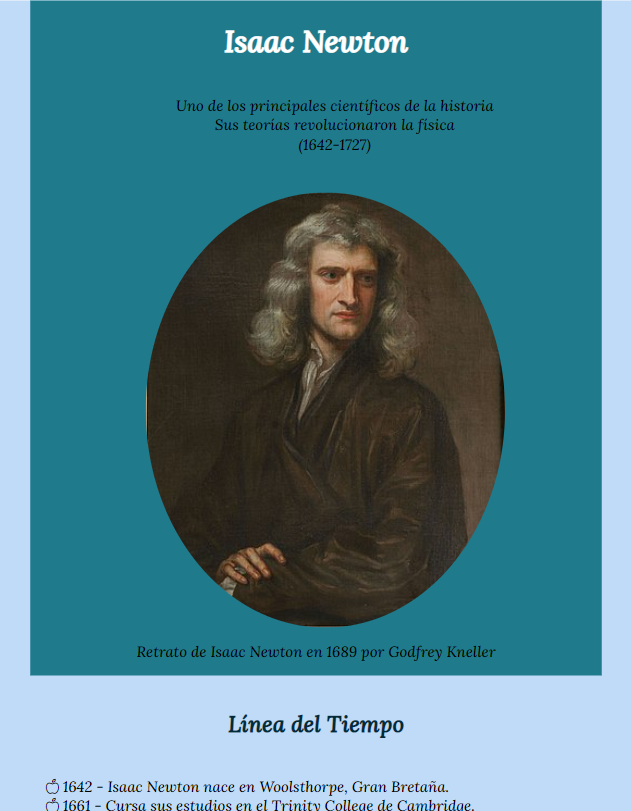 Isaac Newton
Uno de los principales científicos de la historia
Sus teorías revolucionaron la física
(1642-1727)
Retrato de Isaac Newton en 1689 por Godfrey Kneller
Línea del Tiempo
1642 - Isaac Newton nace en Woolsthorpe, Gran Bretaña.
1661 - Cursa sus estudios en el Trinity College de Cambridge.